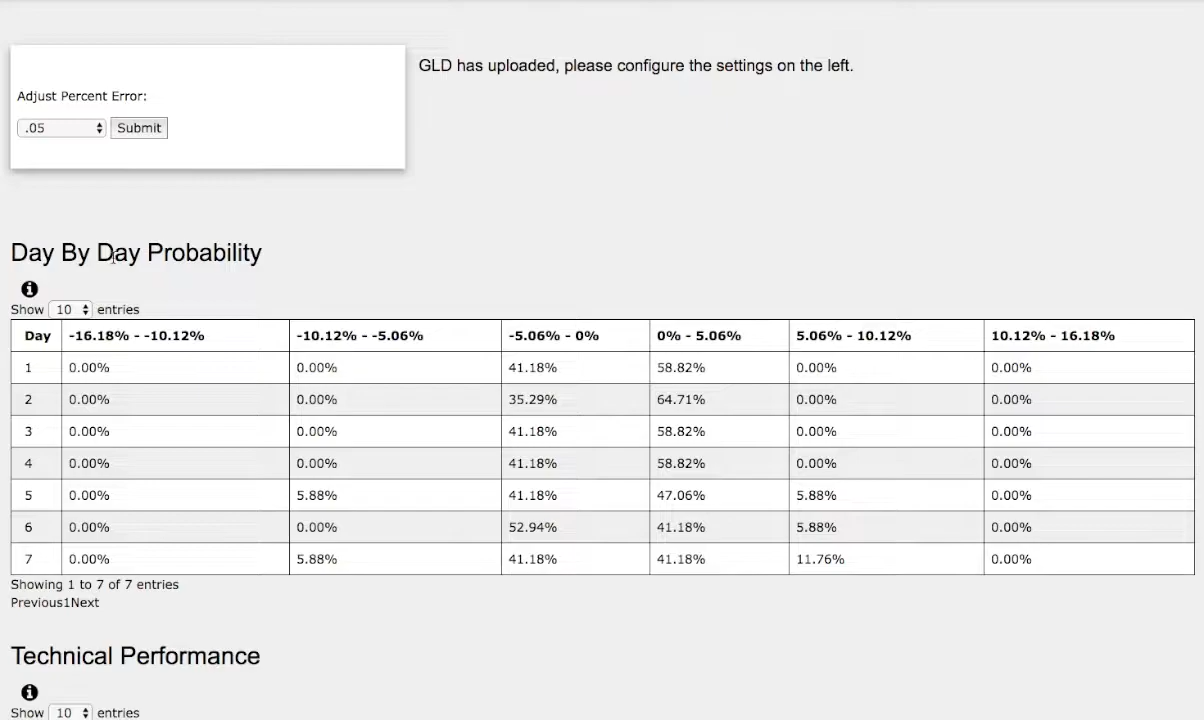 GLD has uploaded, please configure the settings on the left.
Adjust Percent Error:
.05 Submit
Day By Day Probability
Show 10 entries
Day -16.18% - -10.12% -10.12% - -5.06% -5.06% - 0% 0% - 5.06% 5.06% - 10.12% 10.12% - 16.18%
1 0.00% 0.00% 41.18% 58.82% 0.00% 0.00%
2 0.00% 0.00% 35.29% 64.71% 0.00% 0.00%
3 0.00% 0.00% 41.18% 58.82% 0.00% 0.00%
4 0.00% 0.00% 41.18% 58.82% 0.00% 0.00%
5 0.00% 5.88% 41.18% 47.06% 5.88% 0.00%
6 0.00% 0.00% 52.94% 41.18% 5.88% 0.00%
7 0.00% 5.88% 41.18% 41.18% 11.76% 0.00%
Showing 1 to 7 of 7 entries
Previous1Next
Technical Performance
Show 10 entries